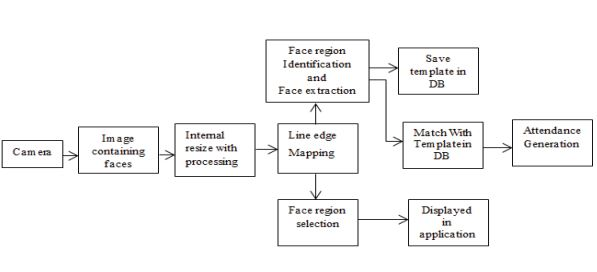 Face region
Identification
and
Face extraction
Save
template in
DB
Camera
Image
containing
faces
Internal
resize with
processing
Line edge
Mapping
Match With
Templatein
DB
Attendance
Generation
Face region
selection
Displayed
in
application